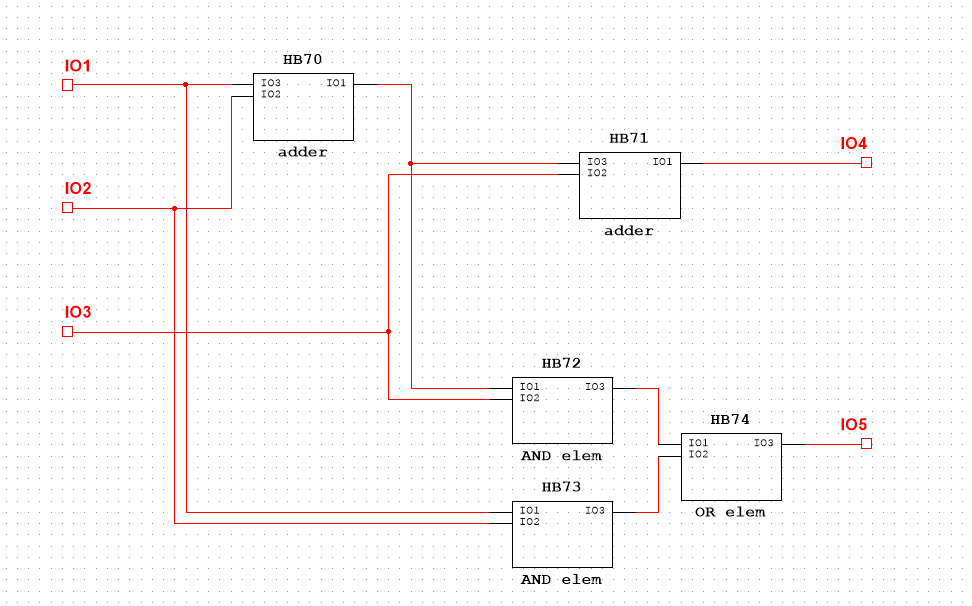 HB70
IO1
IO3 IO1
IO2
adder
HB71
IO4
IO3 IO1
IO2
adder
IO2
IO3
HB72
IO1 IO3
IO2
AND elem
HB74
IO5
IO1 IO3
IO2
OR elem
HB73
IO1 IO3
IO2
AND elem